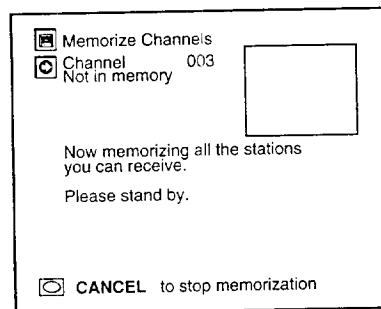 Memorize Channels
Channel 003
Not in memory
Now memorizing all the stations
you can receive.
Please stand by.
CANCEL to stop memorization